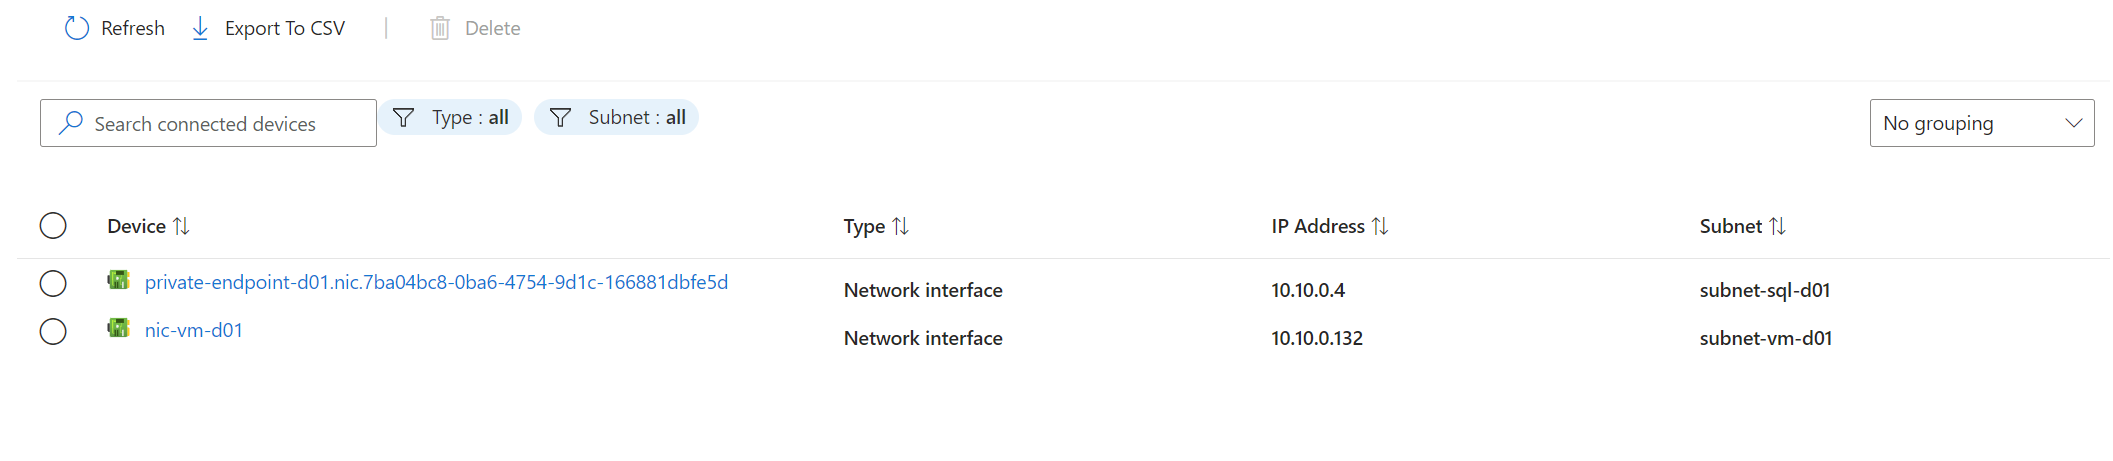 Refresh Export To CSV | Delete
Search connected devices Type : all Subnet : all No grouping
Device Type IP Address Subnet
private-endpoint-d01.nic.7ba04bc8-0ba6-4754-9d1c-166881dbfe5d Network interface 10.10.0.4 subnet-sql-d01
nic-vm-d01 Network interface 10.10.0.132 subnet-vm-d01